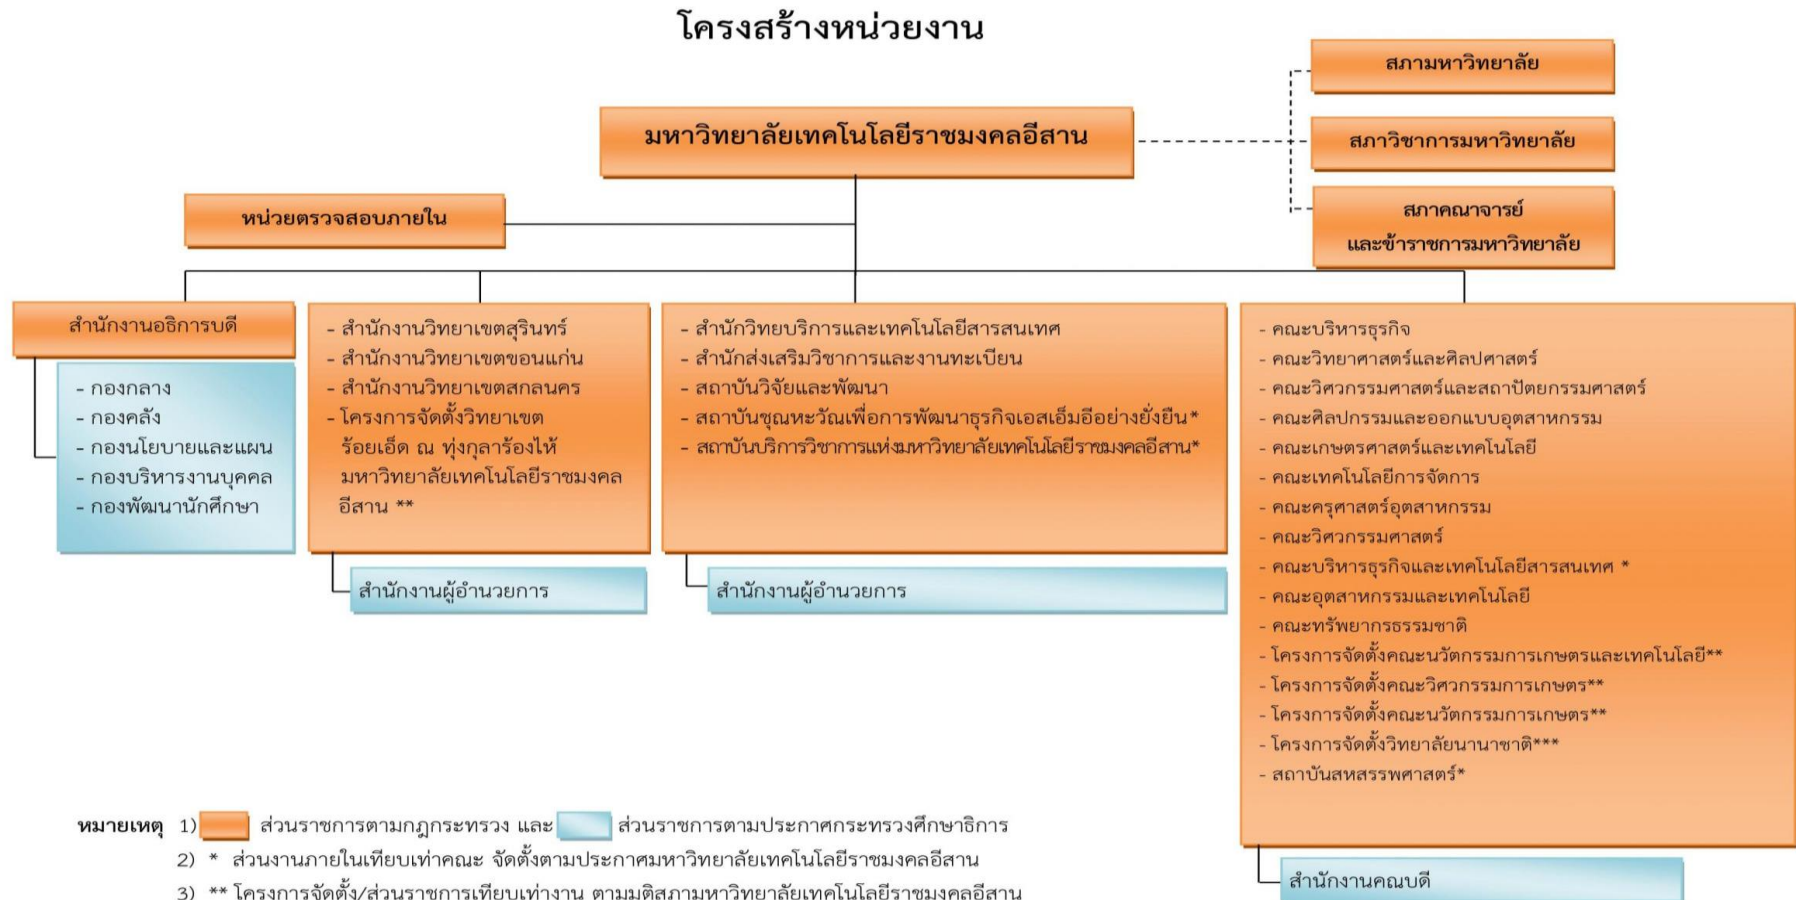 โครงสร้างหน่วยงาน
สภามหาวิทยาลัย
มหาวิทยาลัยเทคโนโลยีราชมงคลอีสาน
สภาวิชาการมหาวิทยาลัย
สภาคณาจารย์
และข้าราชการมหาวิทยาลัย
หน่วยตรวจสอบภายใน
สำนักงานอธิการบดี
- กองกลาง
- กองคลัง
- กองนโยบายและแผน
- กองบริหารงานบุคคล
- กองพัฒนานักศึกษา
- สำนักงานวิทยาเขตสุรินทร์
- สำนักงานวิทยาเขตขอนแก่น
- สำนักงานวิทยาเขตสกลนคร
- โครงการจัดตั้งวิทยาเขต
ร้อยเอ็ด ณ ทุ่งกุลาร้องไห้
มหาวิทยาลัยเทคโนโลยีราชมงคล
อีสาน **
สำนักงานผู้อำนวยการ
- สำนักวิทยบริการและเทคโนโลยีสารสนเทศ
- สำนักส่งเสริมวิชาการและงานทะเบียน
- สถาบันวิจัยและพัฒนา
- สถาบันชุณหะวัณเพื่อการพัฒนาธุรกิจเอสเอ็มอีอย่างยั่งยืน*
- สถาบันบริการวิชาการแห่งมหาวิทยาลัยเทคโนโลยีราชมงคลอีสาน*
สำนักงานผู้อำนวยการ
- คณะบริหารธุรกิจ
- คณะวิทยาศาสตร์และศิลปศาสตร์
- คณะวิศวกรรมศาสตร์และสถาปัตยกรรมศาสตร์
- คณะศิลปกรรมและออกแบบอุตสาหกรรม
- คณะเกษตรศาสตร์และเทคโนโลยี
- คณะเทคโนโลยีการจัดการ
- คณะครุศาสตร์อุตสาหกรรม
- คณะวิศวกรรมศาสตร์
- คณะบริหารธุรกิจและเทคโนโลยีสารสนเทศ *
- คณะอุตสาหกรรมและเทคโนโลยี
- คณะทรัพยากรธรรมชาติ
- โครงการจัดตั้งคณะนวัตกรรมการเกษตรและเทคโนโลยี**
- โครงการจัดตั้งคณะวิศวกรรมการเกษตร**
- โครงการจัดตั้งคณะนวัตกรรมการเกษตร**
- โครงการจัดตั้งวิทยาลัยนานาชาติ***
- สถาบันสหสรรพศาสตร์*
สำนักงานคณบดี
หมายเหตุ 1) ส่วนราชการตามกฎกระทรวง และ ส่วนราชการตามประกาศกระทรวงศึกษาธิการ
2) * ส่วนงานภายในเทียบเท่าคณะ จัดตั้งตามประกาศมหาวิทยาลัยเทคโนโลยีราชมงคลอีสาน
3) ** โครงการจัดตั้ง/ส่วนราชการเทียบเท่างาน ตามมติสภามหาวิทยาลัยเทคโนโลยีราชมงคลอีสาน